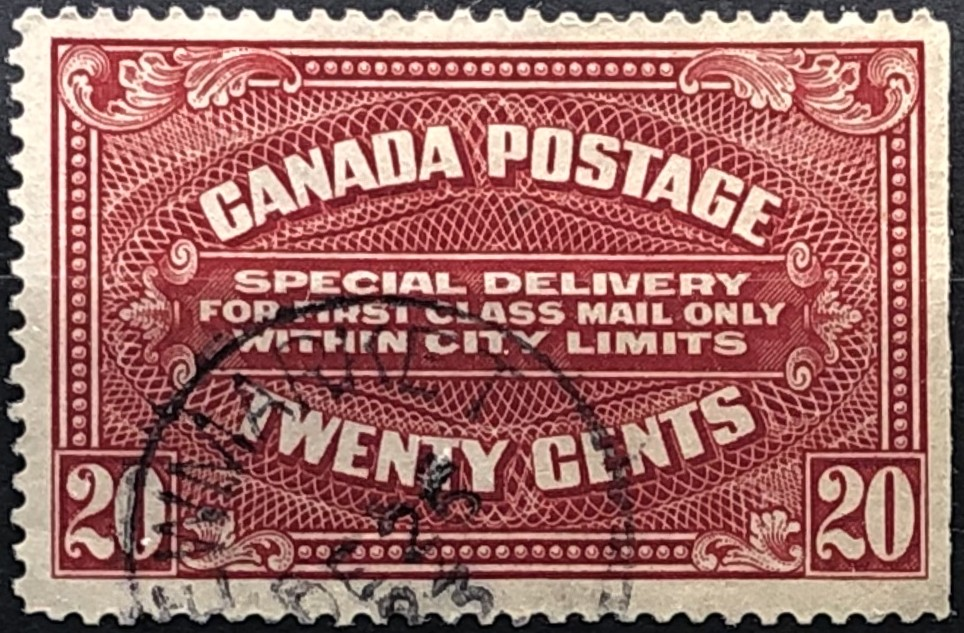 CANADA POSTAGE
SPECIAL DELIVERY
FOR FIRST CLASS MAIL ONLY
WITHIN CITY LIMITS
TWENTY CENTS
20
20